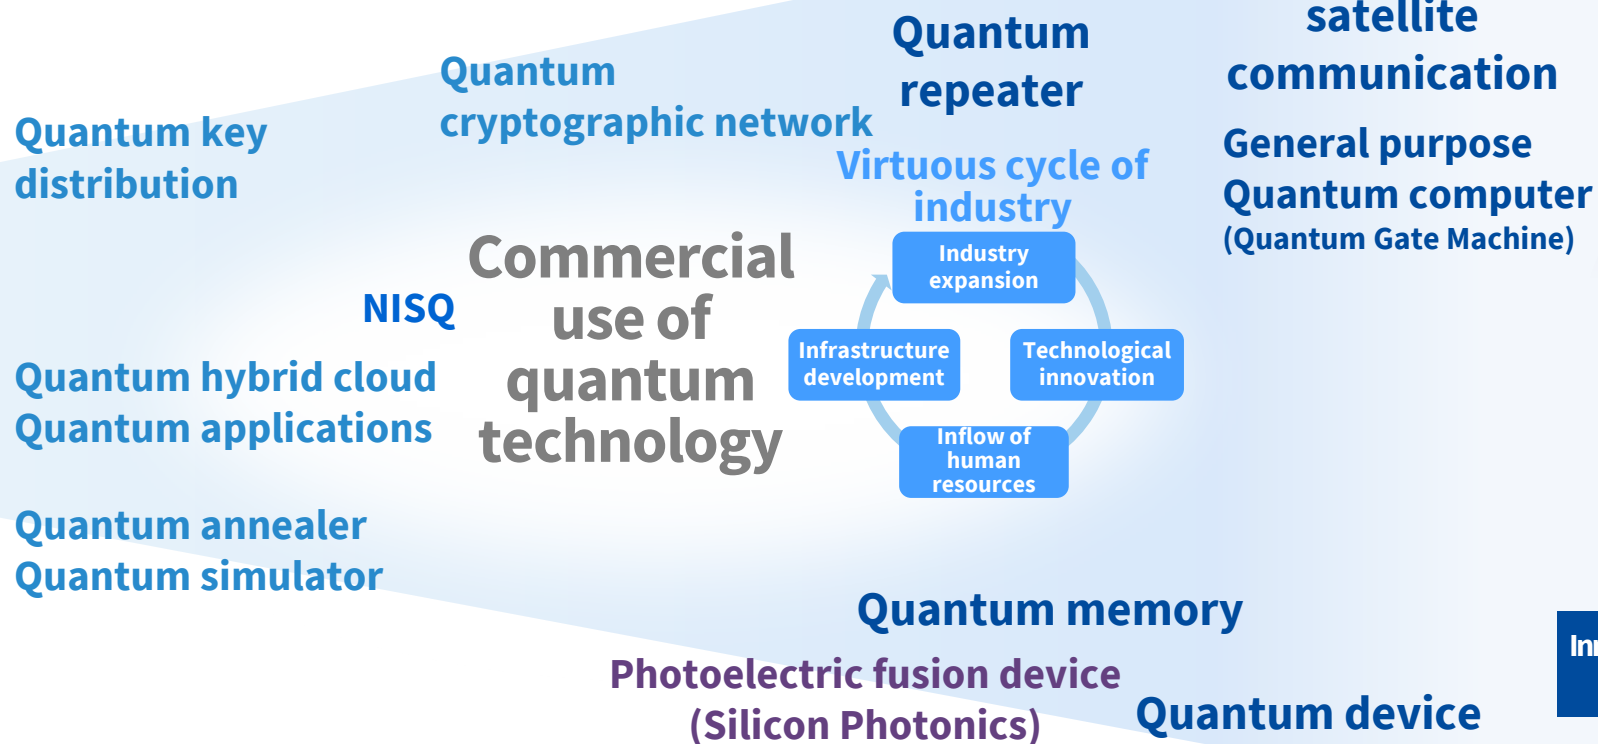 satellite
communication
Quantum
repeater
Quantum
cryptographic network
Quantum key
distribution
General purpose
Quantum computer
(Quantum Gate Machine)
Virtuous cycle of
industry
Industry
expansion
Technological
innovation
Inflow of
human
resources
Infrastructure
development
Commercial
use of
quantum
technology
NISQ
Quantum hybrid cloud
Quantum applications
Quantum annealer
Quantum simulator
Quantum memory
Photoelectric fusion device
(Silicon Photonics)
Quantum device